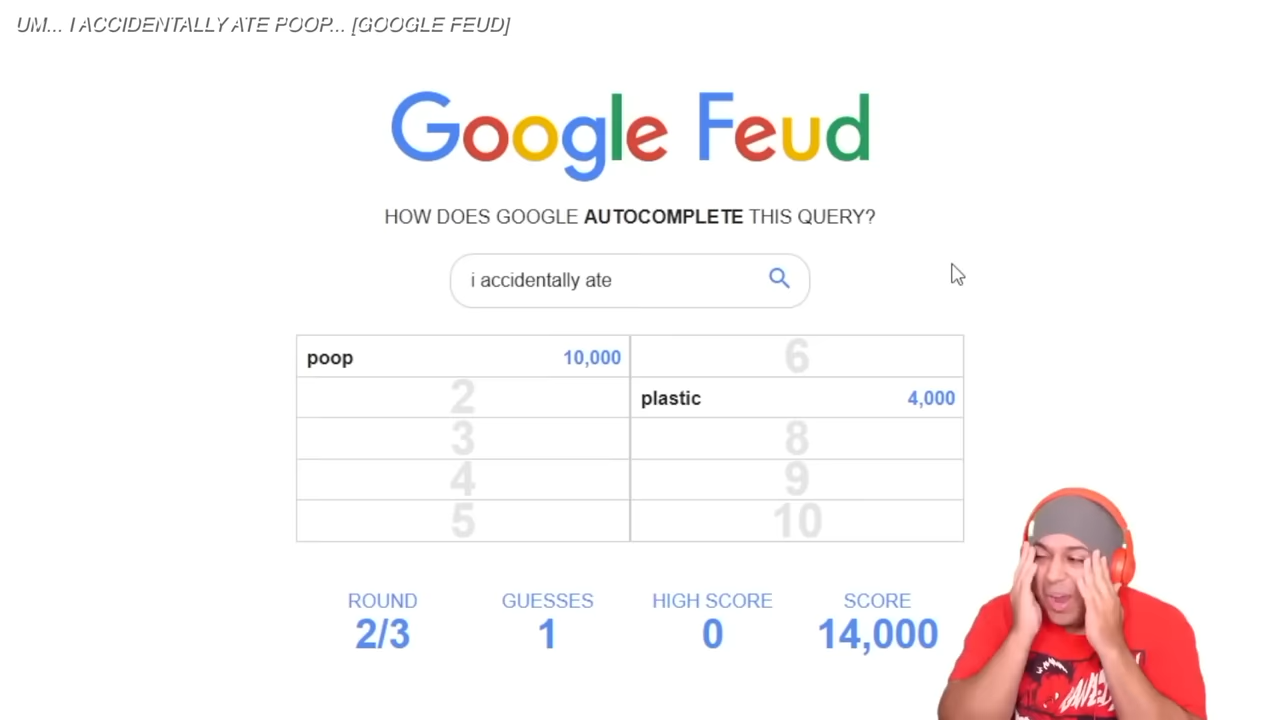 UM... I ACCIDENTALLY ATE POOP... [GOOGLE FEUD]
Google Feud
HOW DOES GOOGLE AUTOCOMPLETE THIS QUERY?
i accidentally ate
poop 10,000 6
2 plastic 4,000
3 8
4 9
5 10
ROUND GUESSES HIGH SCORE SCORE
2/3 1 0 14,000